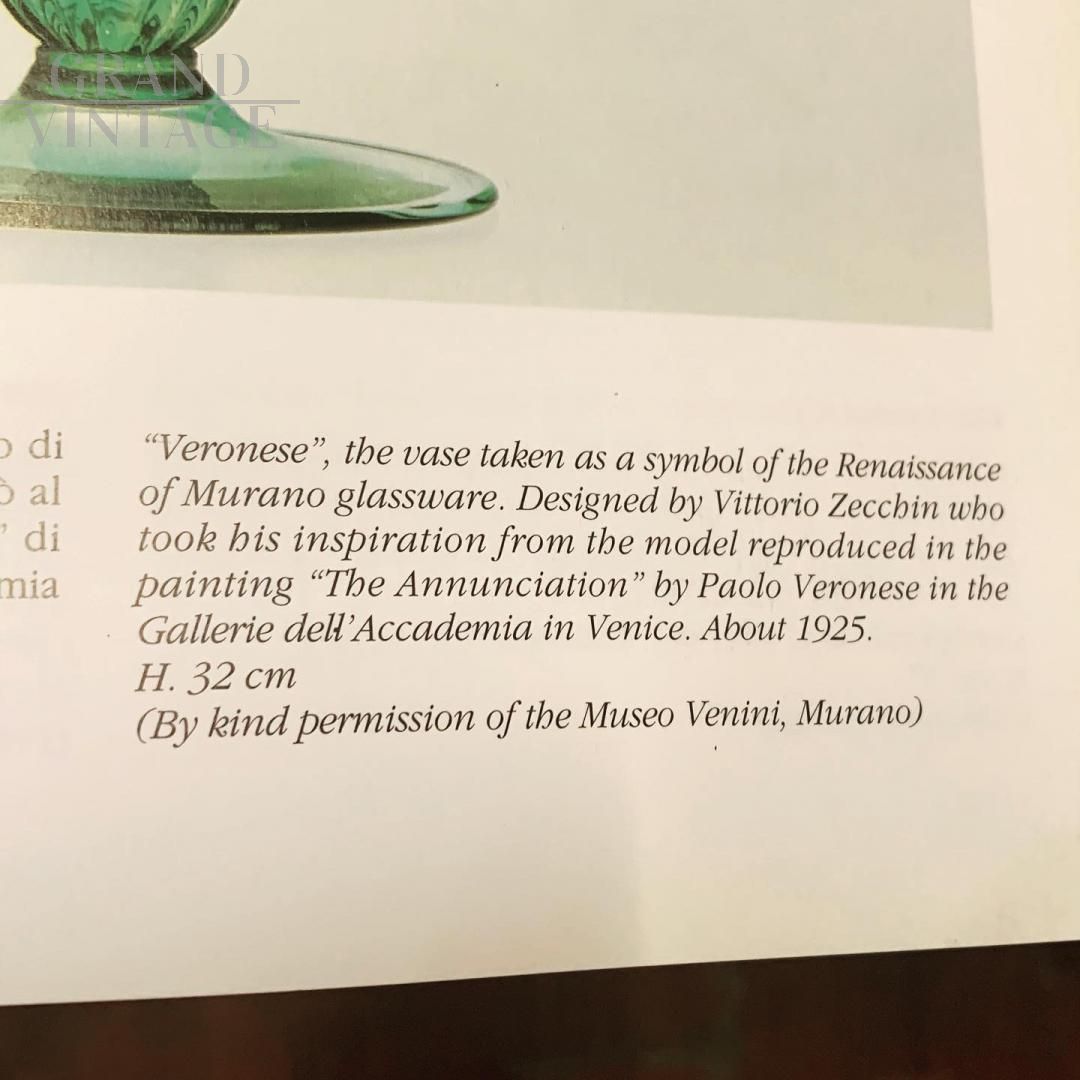 GRAND
VINTAGE
di
ò al
” di
mia
“Veronese”, the vase taken as a symbol of the Renaissance
of Murano glassware. Designed by Vittorio Zecchin who
took his inspiration from the model reproduced in the
painting “The Annunciation” by Paolo Veronese in the
Gallerie dell’Accademia in Venice. About 1925.
H. 32 cm
(By kind permission of the Museo Venini, Murano)